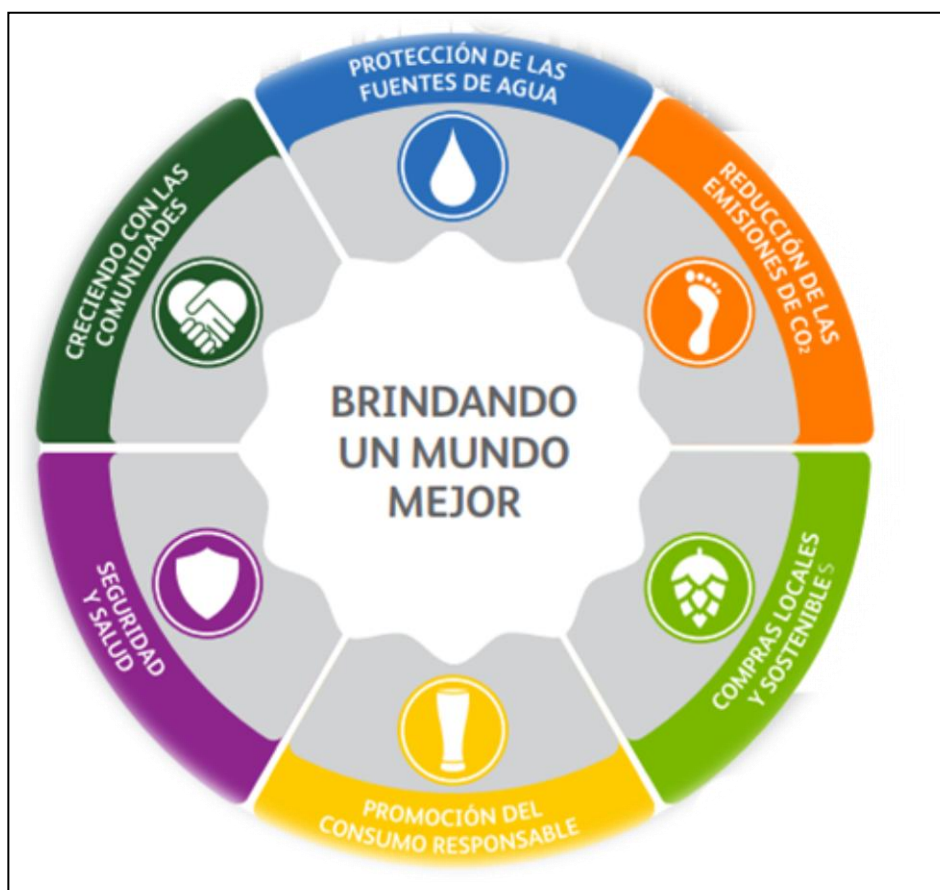 BRINDANDO
UN MUNDO
MEJOR
PROTECCIÓN DE LAS
FUENTES DE AGUA
REDUCCIÓN DE LAS
EMISIONES DE CO₂
COMPRAS LOCALES
Y SOSTENIBLES
PROMOCIÓN DEL
CONSUMO RESPONSABLE
SEGURIDAD
Y SALUD
CRECIENDO CON LAS
COMUNIDADES